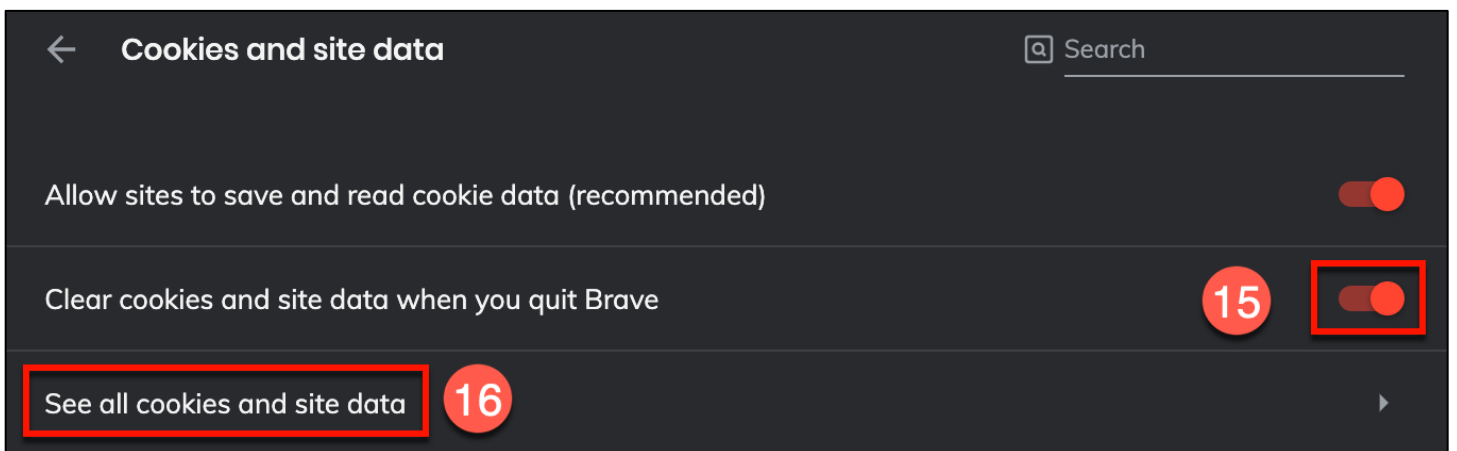 Cookies and site data
Search
Allow sites to save and read cookie data (recommended)
Clear cookies and site data when you quit Brave
15
See all cookies and site data
16